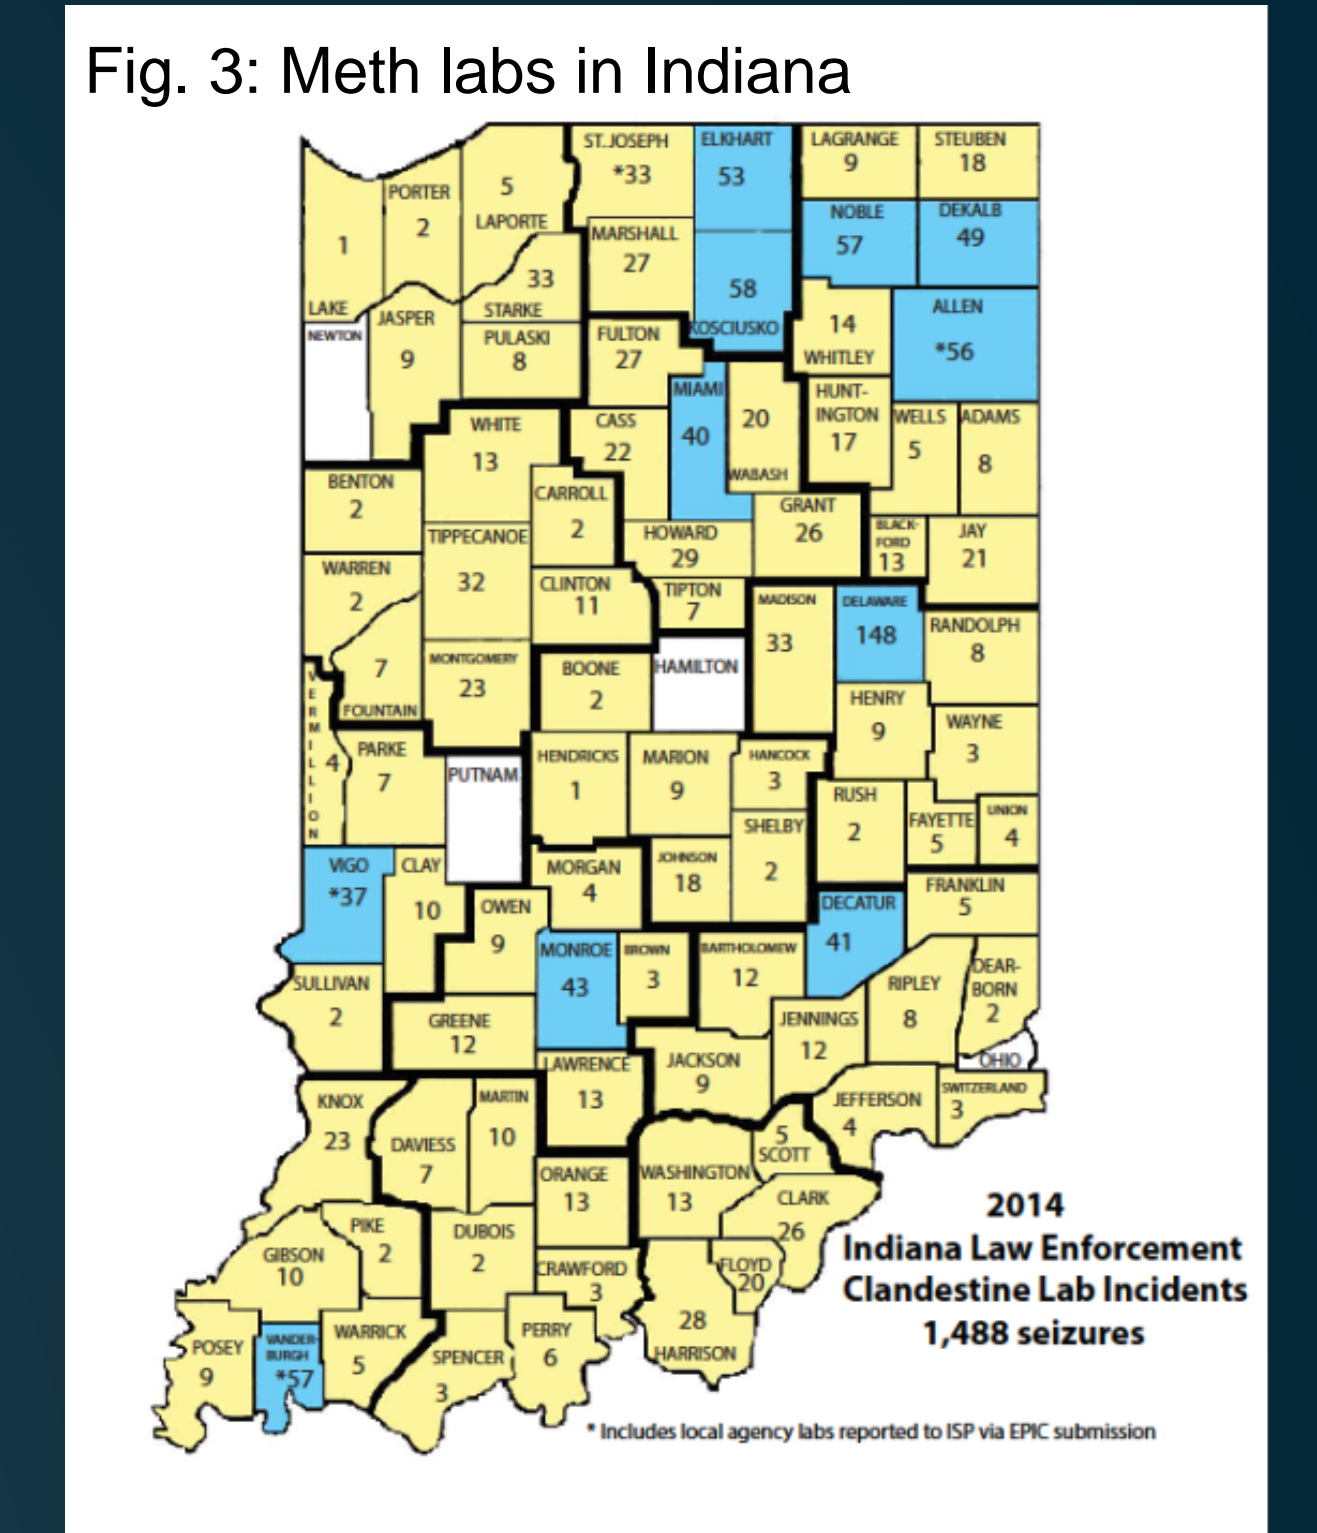 Fig. 3: Meth labs in Indiana
ST. JOSEPH
*33
ELKHART
53
LAGRANGE
9
STEUBEN
18
PORTER
2
5
LAPORTE
1
LAKE
NOBLE
57
DEKALB
49
MARSHALL
27
33
STARKE
58
KOSCIUSKO
14
WHITLEY
ALLEN
*56
NEWTON
JASPER
9
PULASKI
8
FULTON
27
MIAMI
40
20
WABASH
HUNT-
INGTON
17
WELLS
5
ADAMS
8
WHITE
13
CASS
22
BENTON
2
CARROLL
2
GRANT
26
TIPPECANOE
32
HOWARD
29
BLACK-
FORD
13
JAY
21
WARREN
2
CLINTON
11
TIPTON
7
MADISON
33
DELAWARE
148
RANDOLPH
8
7
FOUNTAIN
MONTGOMERY
23
BOONE
2
HAMILTON
HENRY
9
WAYNE
3
VERMILLION
4
PARKE
7
PUTNAM
HENDRICKS
1
MARION
9
HANCOCK
3
RUSH
2
FAYETTE
5
UNION
4
SHELBY
2
VIGO
*37
CLAY
10
MORGAN
4
JOHNSON
18
FRANKLIN
5
OWEN
9
DECATUR
41
MONROE
43
BROWN
3
BARTHOLOMEW
12
SULLIVAN
2
RIPLEY
8
DEAR-
BORN
2
GREENE
12
JENNINGS
12
OHIO
LAWRENCE
13
JACKSON
9
JEFFERSON
4
SWITZERLAND
3
KNOX
23
MARTIN
10
DAVIESS
7
5
SCOTT
ORANGE
13
WASHINGTON
13
CLARK
26
PIKE
2
DUBOIS
2
GIBSON
10
CRAWFORD
3
FLOYD
20
28
HARRISON
POSEY
9
VANDER-
BURGH
*57
WARRICK
5
SPENCER
3
PERRY
6
2014
Indiana Law Enforcement
Clandestine Lab Incidents
1,488 seizures
* Includes local agency labs reported to ISP via EPIC submission